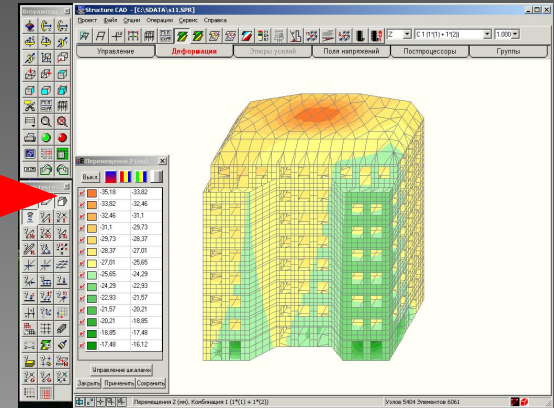 Structure CAD - [C:\SDATA\s11.SPR]
Проект Файл Опции Операции Сервис Справка
Z C 1 (1*(1) + 1*(2)) 1.000
Управление Деформации Эпюры усилий Поля напряжений Постпроцессоры Группы
Перемещения Z (мм)
Выкл
-35,18 -33,82
-33,82 -32,46
-32,46 -31,1
-31,1 -29,73
-29,73 -28,37
-28,37 -27,01
-27,01 -25,65
-25,65 -24,29
-24,29 -22,93
-22,93 -21,57
-21,57 -20,21
-20,21 -18,85
-18,85 -17,48
-17,48 -16,12
Управление шкалами
Закрыть Применить Сохранить
Перемещения Z (мм). Комбинация 1 (1*(1) + 1*(2)) Узлов 5404 Элементов 6061